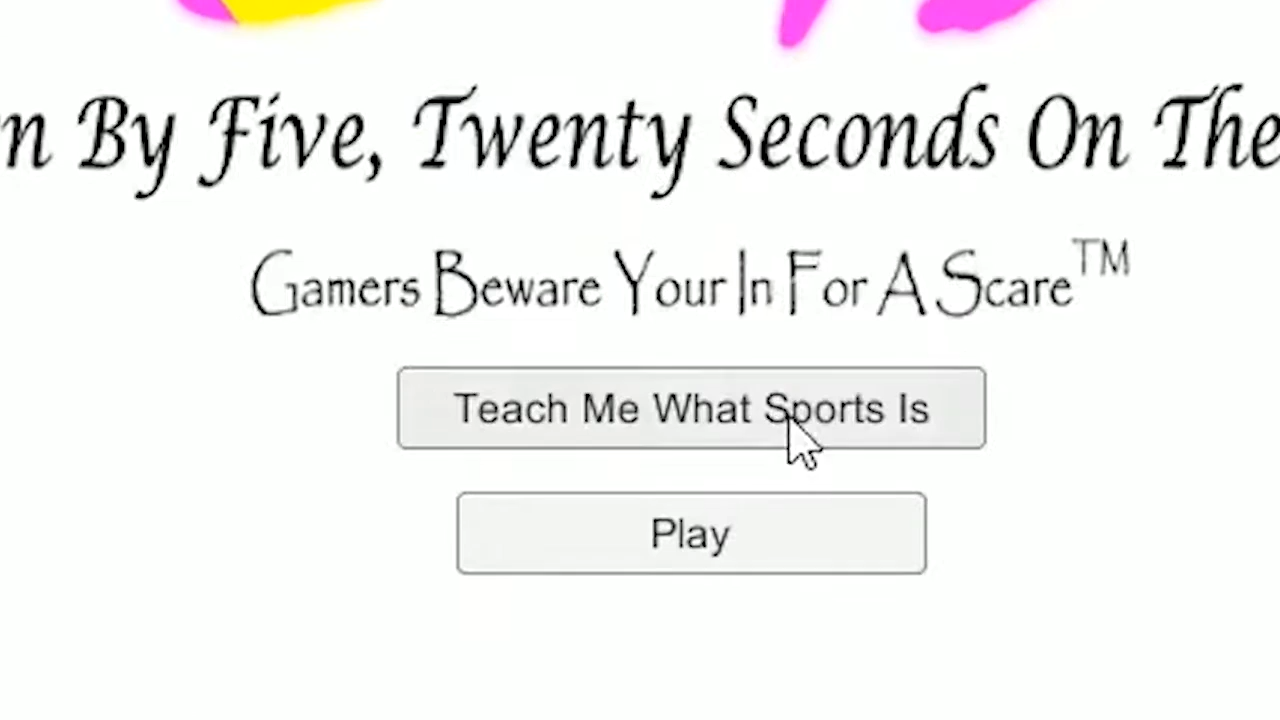 n By Five, Twenty Seconds On The
Gamers Beware Your In For A Scare™
Teach Me What Sports Is
Play